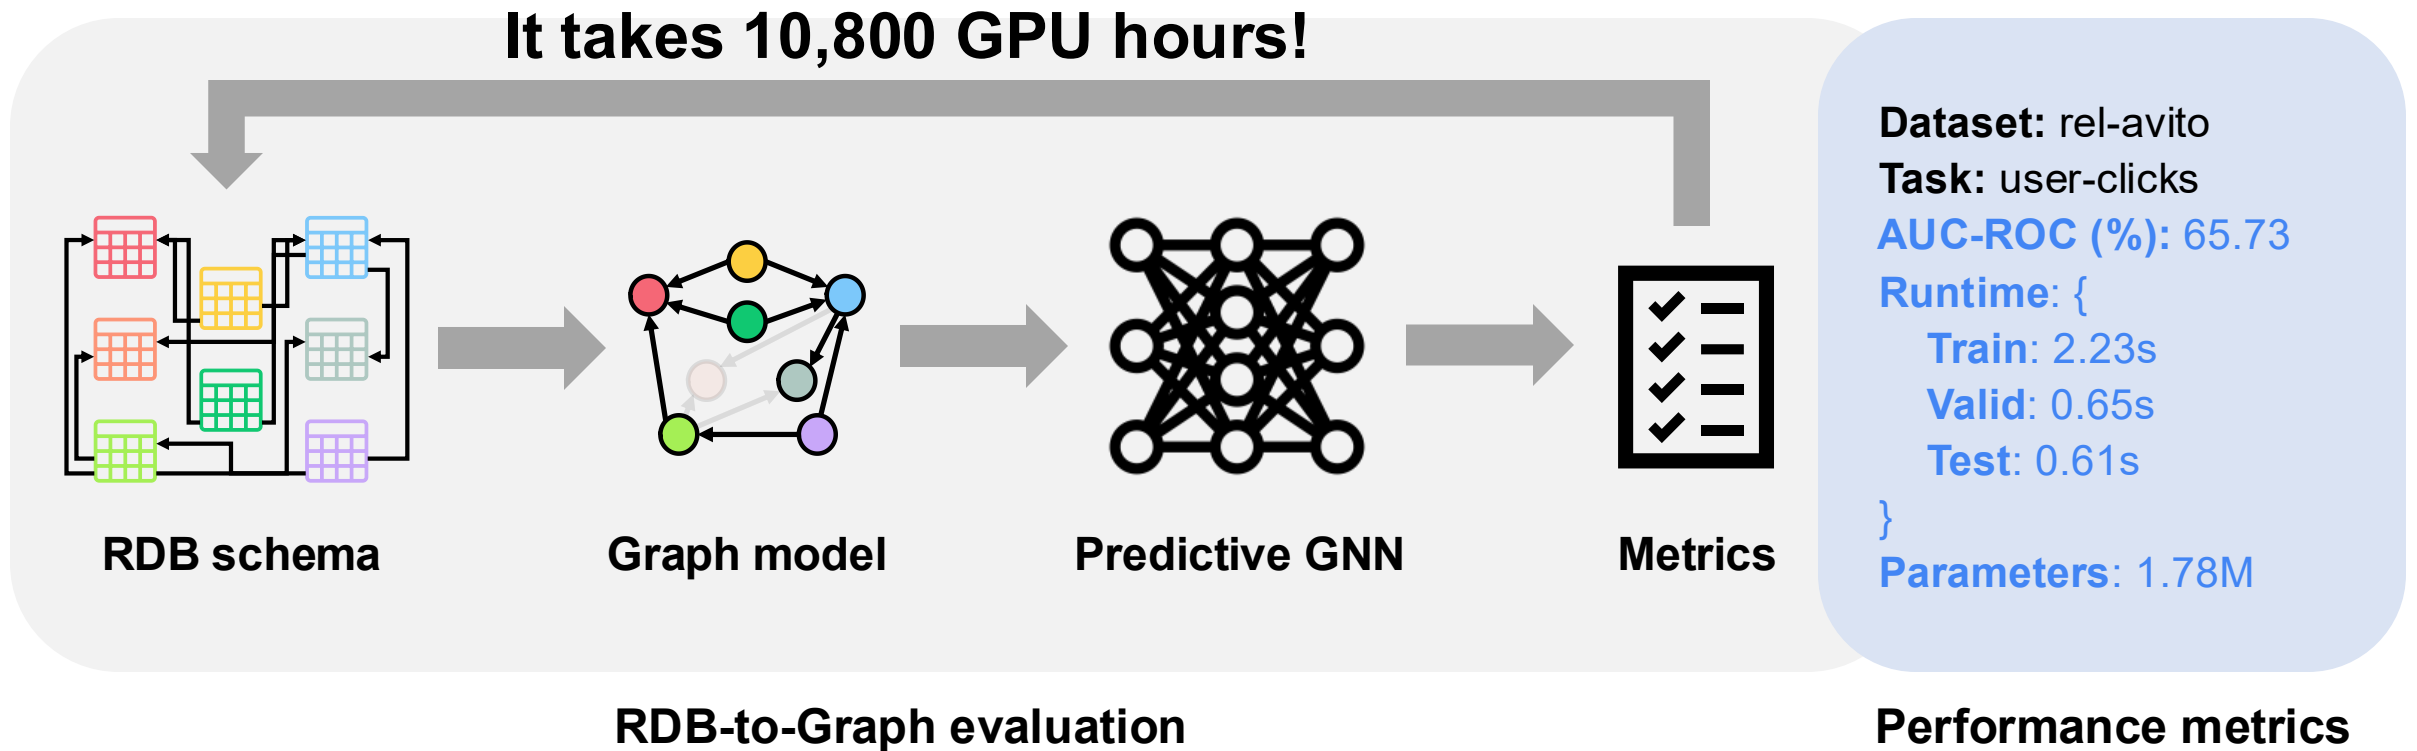 It takes 10,800 GPU hours!
RDB schema
Graph model
Predictive GNN
Metrics
RDB-to-Graph evaluation
Dataset: rel-avito
Task: user-clicks
AUC-ROC (%): 65.73
Runtime: {
Train: 2.23s
Valid: 0.65s
Test: 0.61s
}
Parameters: 1.78M
Performance metrics